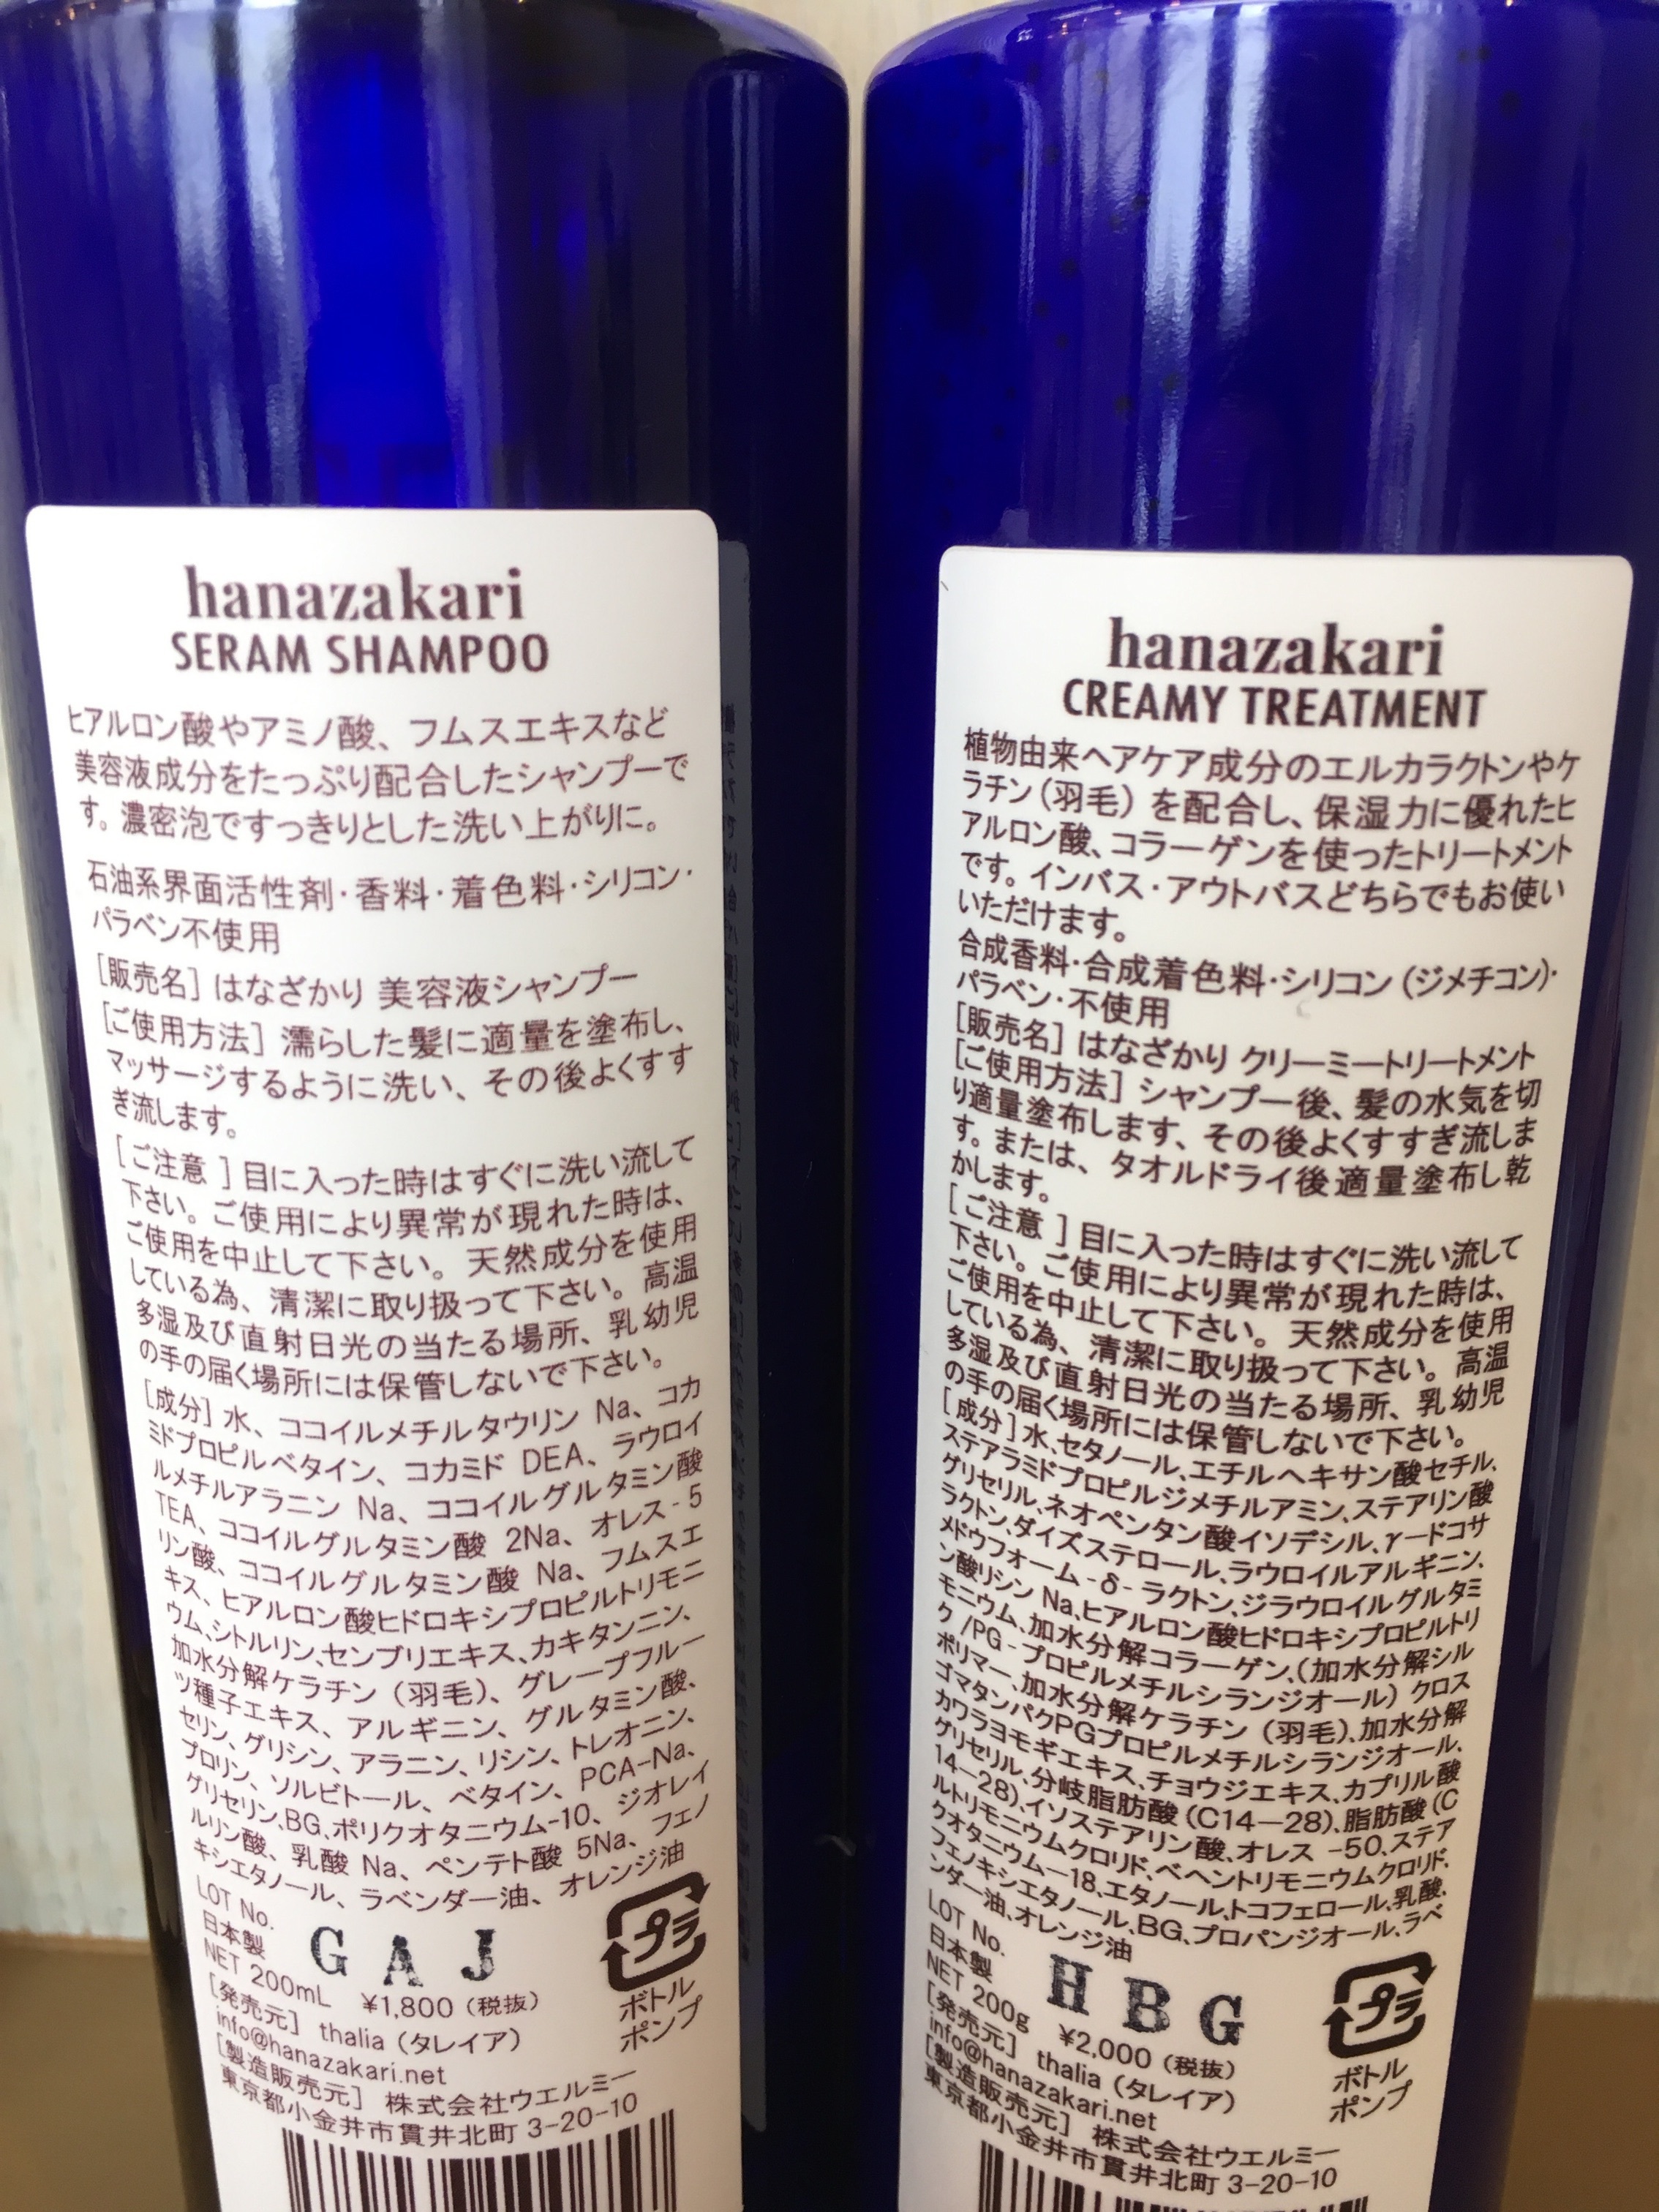 hanazakari
SERAM SHAMPOO
ヒアルロン酸やアミノ酸、フムスエキスなど
美容液成分をたっぷり配合したシャンプーで
す。濃密泡ですっきりとした洗い上がりに。
石油系界面活性剤・香料・着色料・シリコン・
パラベン不使用
[販売名] はなざかり 美容液シャンプー
[ご使用方法] 濡らした髪に適量を塗布し、
マッサージするように洗い、その後よくすす
ぎ流します。
[ご注意 ] 目に入った時はすぐに洗い流して
下さい。ご使用により異常が現れた時は、
ご使用を中止して下さい。天然成分を使用
している為、清潔に取り扱って下さい。高温
多湿及び直射日光の当たる場所、乳幼児
の手の届く場所には保管しないで下さい。
[成分] 水、ココイルメチルタウリン Na、コカ
ミドプロピルベタイン、コカミド DEA、ラウロイ
ルメチルアラニン Na、ココイルグルタミン酸
TEA、ココイルグルタミン酸 2Na、オレス-5
リン酸、ココイルグルタミン酸 Na、フムスエ
キス、ヒアルロン酸ヒドロキシプロピルトリモニ
ウム、シトルリン、センブリエキス、カキタンニン、
加水分解ケラチン（羽毛）、グレープフルー
ツ種子エキス、アルギニン、グルタミン酸、
セリン、グリシン、アラニン、リシン、トレオニン、
プロリン、ソルビトール、ベタイン、PCA-Na、
グリセリン、BG、ポリクオタニウム-10、ジオレイ
ルリン酸、乳酸 Na、ペンテト酸 5Na、フェノ
キシエタノール、ラベンダー油、オレンジ油
LOT No.
G A J
日本製
NET 200mL ¥1,800（税抜）
プラ
ボトル
ポンプ
[発売元] thalia（タレイア）
info@hanazakari.net
[製造販売元] 株式会社ウエルミー
東京都小金井市貫井北町 3-20-10
hanazakari
CREAMY TREATMENT
植物由来ヘアケア成分のエルカラクトンやケ
ラチン（羽毛）を配合し、保湿力に優れたヒ
アルロン酸、コラーゲンを使ったトリートメント
です。インバス・アウトバスどちらでもお使い
いただけます。
合成香料・合成着色料・シリコン（ジメチコン）・
パラベン・不使用
[販売名] はなざかり クリーミートリートメント
[ご使用方法] シャンプー後、髪の水気を切
り適量塗布します、その後よくすすぎ流しま
す。または、タオルドライ後適量塗布し乾
かします。
[ご注意 ] 目に入った時はすぐに洗い流して
下さい。ご使用により異常が現れた時は、
ご使用を中止して下さい。天然成分を使用
している為、清潔に取り扱って下さい。高温
多湿及び直射日光の当たる場所、乳幼児
の手の届く場所には保管しないで下さい。
[成分] 水、セタノール、エチルヘキサン酸セチル、
ステアラミドプロピルジメチルアミン、ステアリン酸
グリセリル、ネオペンタン酸イソデシル、γ－ドコサ
ラクトン、ダイズステロール、ラウロイルアルギニン、
メドウフォーム-δ-ラクトン、ジラウロイルグルタミ
ン酸リシン Na、ヒアルロン酸ヒドロキシプロピルトリ
モニウム、加水分解コラーゲン、（加水分解シル
ク/PG-プロピルメチルシランジオール）クロス
ポリマー、加水分解ケラチン（羽毛）、加水分解
ゴマタンパクPGプロピルメチルシランジオール、
カワラヨモギエキス、チョウジエキス、カプリル酸
グリセリル、分岐脂肪酸（C14－28）、脂肪酸（C
14－28）、イソステアリン酸、オレス -50、ステア
ルトリモニウムクロリド、ベヘントリモニウムクロリド、
クオタニウム－18、エタノール、トコフェロール、乳酸、
フェノキシエタノール、BG、プロパンジオール、ラベ
ンダー油、オレンジ油
LOT No.
H B G
日本製
NET 200g ¥2,000（税抜）
プラ
ボトル
ポンプ
[発売元] thalia（タレイア）
info@hanazakari.net
[製造販売元] 株式会社ウエルミー
東京都小金井市貫井北町 3-20-10